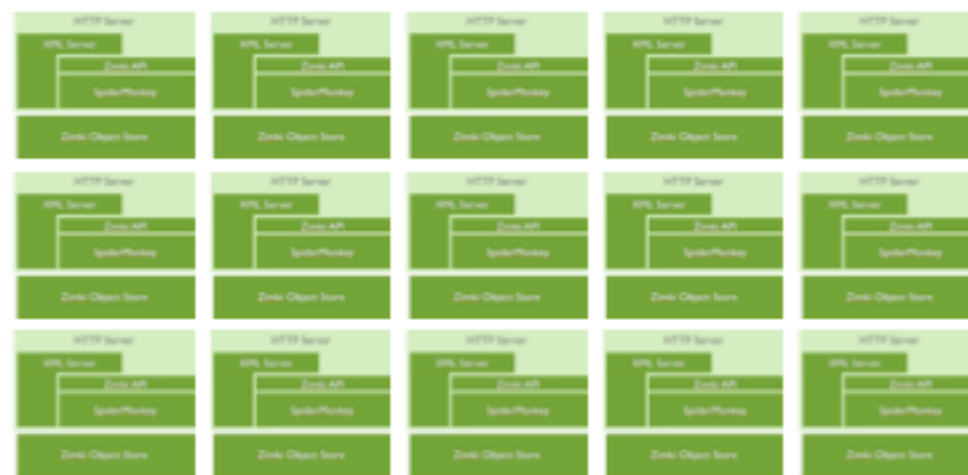 HTTP Server
XML Server
Zimki API
SpiderMonkey
Zimki Object Store
HTTP Server
XML Server
Zimki API
SpiderMonkey
Zimki Object Store
HTTP Server
XML Server
Zimki API
SpiderMonkey
Zimki Object Store
HTTP Server
XML Server
Zimki API
SpiderMonkey
Zimki Object Store
HTTP Server
XML Server
Zimki API
SpiderMonkey
Zimki Object Store
HTTP Server
XML Server
Zimki API
SpiderMonkey
Zimki Object Store
HTTP Server
XML Server
Zimki API
SpiderMonkey
Zimki Object Store
HTTP Server
XML Server
Zimki API
SpiderMonkey
Zimki Object Store
HTTP Server
XML Server
Zimki API
SpiderMonkey
Zimki Object Store
HTTP Server
XML Server
Zimki API
SpiderMonkey
Zimki Object Store
HTTP Server
XML Server
Zimki API
SpiderMonkey
Zimki Object Store
HTTP Server
XML Server
Zimki API
SpiderMonkey
Zimki Object Store
HTTP Server
XML Server
Zimki API
SpiderMonkey
Zimki Object Store
HTTP Server
XML Server
Zimki API
SpiderMonkey
Zimki Object Store
HTTP Server
XML Server
Zimki API
SpiderMonkey
Zimki Object Store